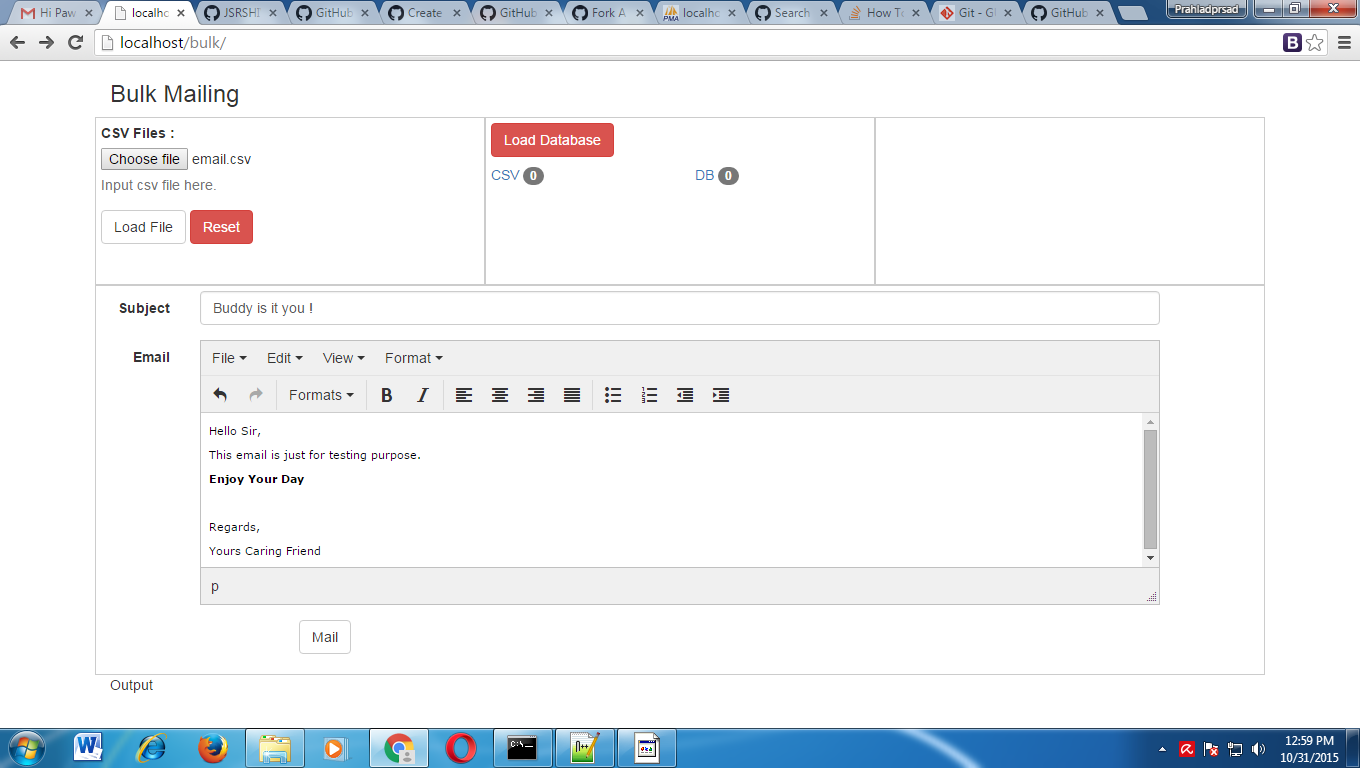 Hi Paw
localho
JSRSHI
GitHub
Create
GitHub
Fork A
localho
Search
How To
Git - Gi
GitHub
Prahladprsad
localhost/bulk/
B
Bulk Mailing
CSV Files :
Choose file email.csv
Input csv file here.
Load File Reset
Load Database
CSV 0 DB 0
Subject Buddy is it you !
Email
File Edit View Format
Formats B I
Hello Sir,
This email is just for testing purpose.
Enjoy Your Day
Regards,
Yours Caring Friend
p
Mail
Output
12:59 PM
10/31/2015